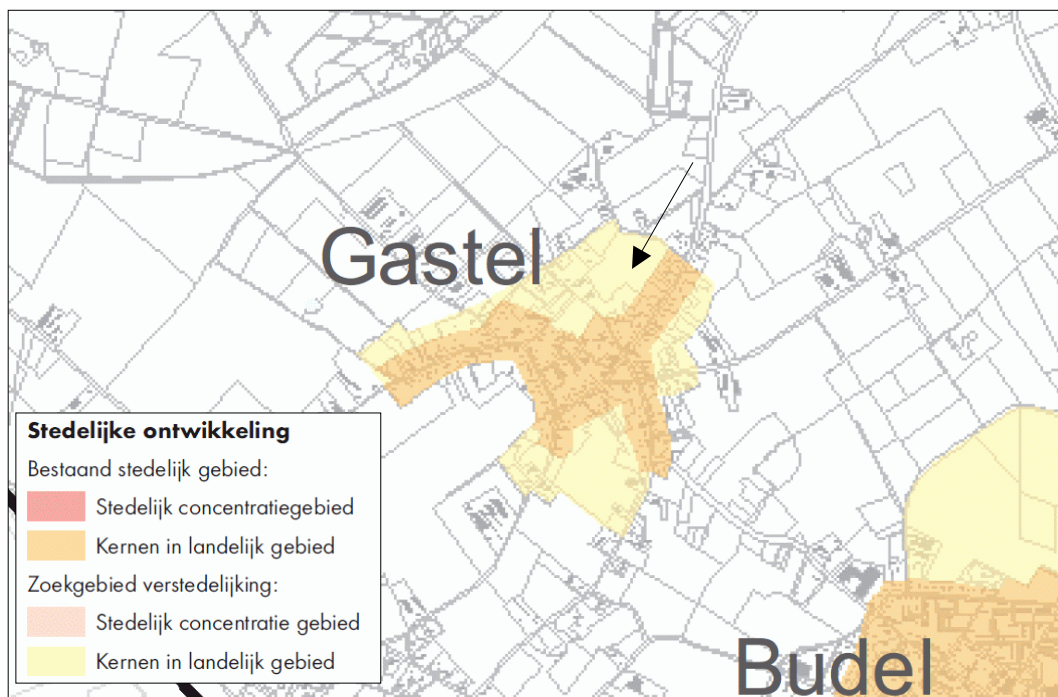 Gastel
Stedelijke ontwikkeling
Bestaand stedelijk gebied:
Stedelijk concentratiegebied
Kernen in landelijk gebied
Zoekgebied verstedelijking:
Stedelijk concentratie gebied
Kernen in landelijk gebied
Budel